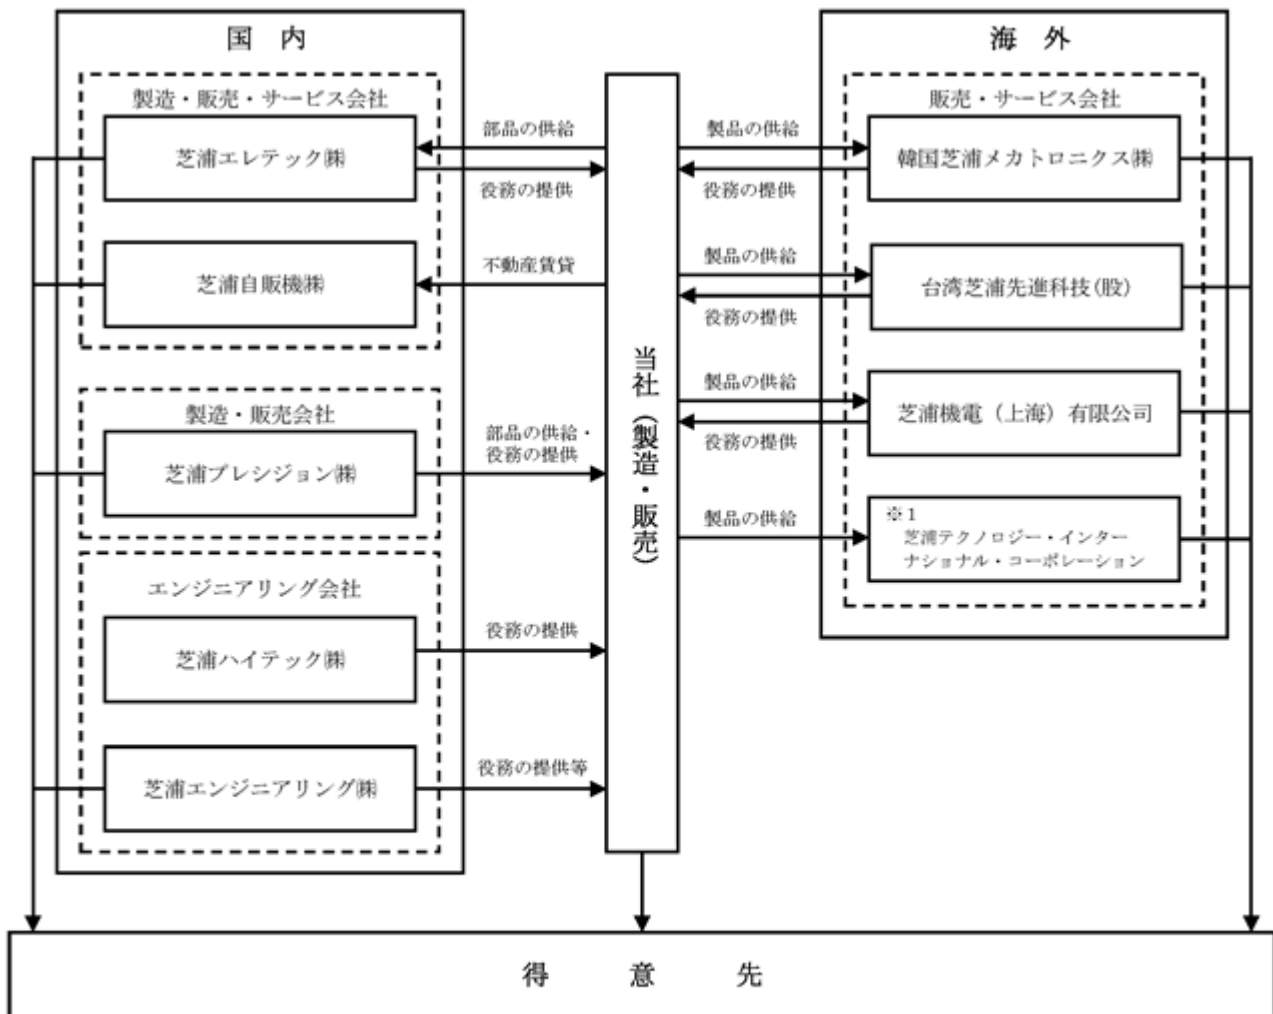 国 内
製造・販売・サービス会社
芝浦エレテック㈱
部品の供給
役務の提供
芝浦自販機㈱
不動産賃貸
製造・販売会社
芝浦プレシジョン㈱
部品の供給・
役務の提供
エンジニアリング会社
芝浦ハイテック㈱
役務の提供
芝浦エンジニアリング㈱
役務の提供等
当社(製造・販売)
海 外
販売・サービス会社
製品の供給
役務の提供
韓国芝浦メカトロニクス㈱
製品の供給
役務の提供
台湾芝浦先進科技(股)
製品の供給
役務の提供
芝浦機電（上海）有限公司
製品の供給
※1
芝浦テクノロジー・インター
ナショナル・コーポレーション
得 意 先